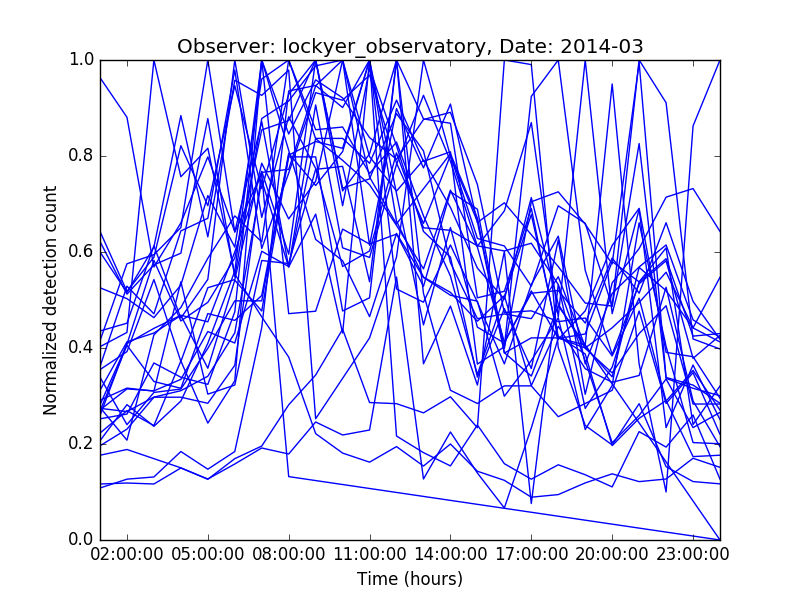 Observer: lockyer_observatory, Date: 2014-03
Normalized detection count
1.0
0.8
0.6
0.4
0.2
0.0
02:00:00 05:00:00 08:00:00 11:00:00 14:00:00 17:00:00 20:00:00 23:00:00
Time (hours)